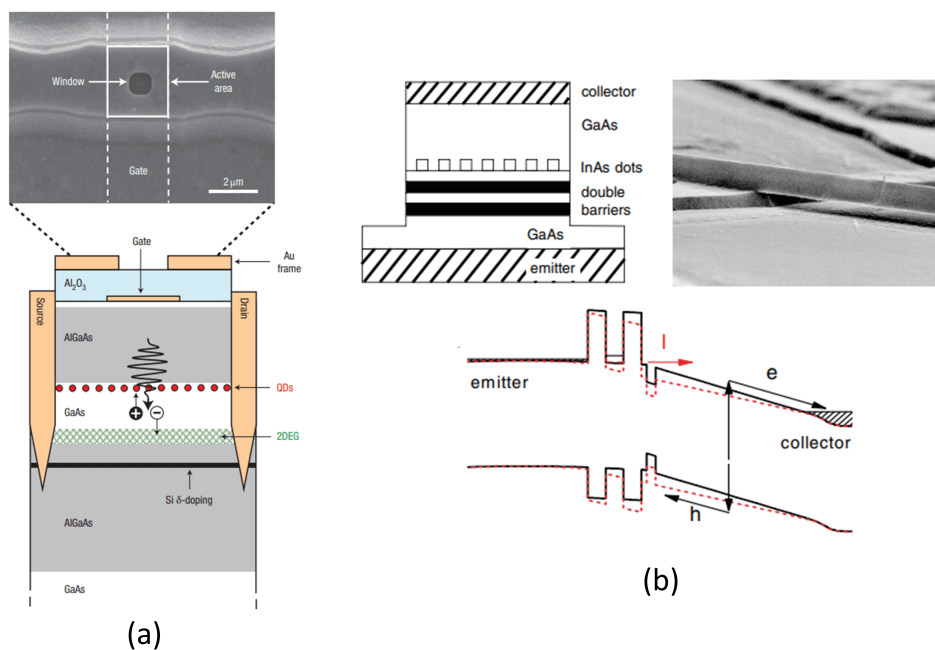 Window
Active
area
Gate
2 μm
Gate
Au
frame
Al2O3
Source
Drain
AlGaAs
QDs
GaAs
2DEG
Si δ-doping
AlGaAs
GaAs
(a)
collector
GaAs
InAs dots
double
barriers
GaAs
emitter
I
e
emitter
collector
h
(b)